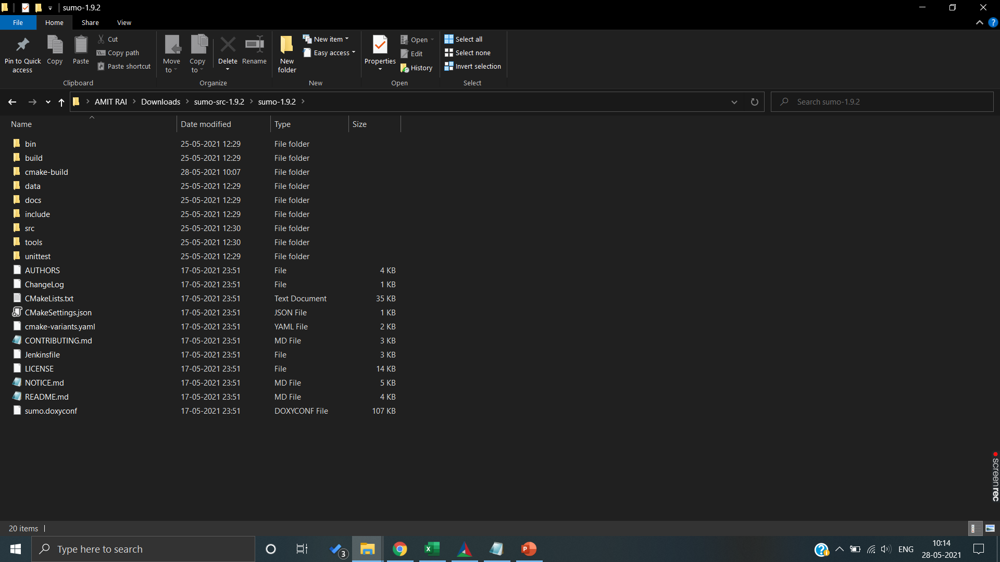 sumo-1.9.2
File Home Share View
Pin to Quick access
Copy
Paste
Cut
Copy path
Paste shortcut
Clipboard
Move to
Copy to
Delete
Rename
Organize
New folder
New item
Easy access
New
Properties
Open
Edit
History
Open
Select all
Select none
Invert selection
Select
AMIT RAI > Downloads > sumo-src-1.9.2 > sumo-1.9.2 >
Search sumo-1.9.2
Name Date modified Type Size
bin 25-05-2021 12:29 File folder
build 25-05-2021 12:29 File folder
cmake-build 28-05-2021 10:07 File folder
data 25-05-2021 12:29 File folder
docs 25-05-2021 12:29 File folder
include 25-05-2021 12:29 File folder
src 25-05-2021 12:30 File folder
tools 25-05-2021 12:30 File folder
unittest 25-05-2021 12:29 File folder
AUTHORS 17-05-2021 23:51 File 4 KB
ChangeLog 17-05-2021 23:51 File 1 KB
CMakeLists.txt 17-05-2021 23:51 Text Document 35 KB
CMakeSettings.json 17-05-2021 23:51 JSON File 1 KB
cmake-variants.yaml 17-05-2021 23:51 YAML File 2 KB
CONTRIBUTING.md 17-05-2021 23:51 MD File 3 KB
Jenkinsfile 17-05-2021 23:51 File 3 KB
LICENSE 17-05-2021 23:51 File 14 KB
NOTICE.md 17-05-2021 23:51 MD File 5 KB
README.md 17-05-2021 23:51 MD File 4 KB
sumo.doxyconf 17-05-2021 23:51 DOXYCONF File 107 KB
screenrec
20 items
Type here to search
3
ENG
10:14
28-05-2021